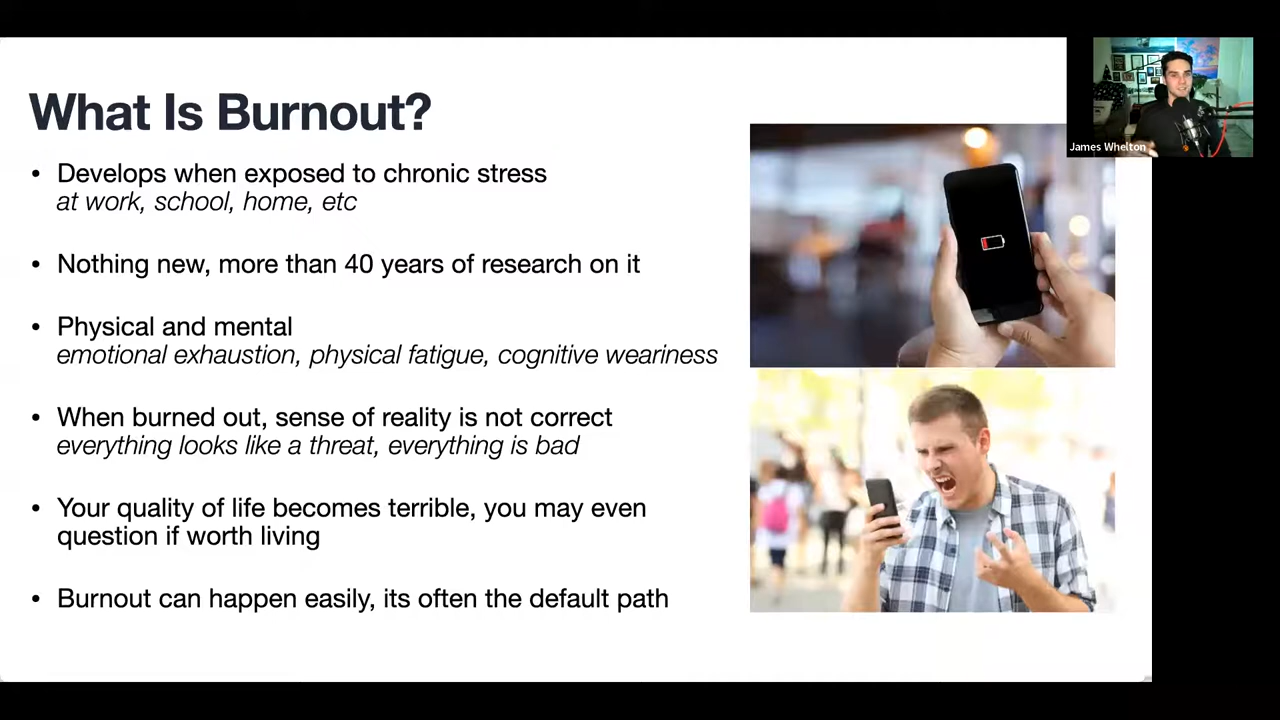 What Is Burnout?
• Develops when exposed to chronic stress
at work, school, home, etc
• Nothing new, more than 40 years of research on it
• Physical and mental
emotional exhaustion, physical fatigue, cognitive weariness
• When burned out, sense of reality is not correct
everything looks like a threat, everything is bad
• Your quality of life becomes terrible, you may even
question if worth living
• Burnout can happen easily, its often the default path
James Whelton